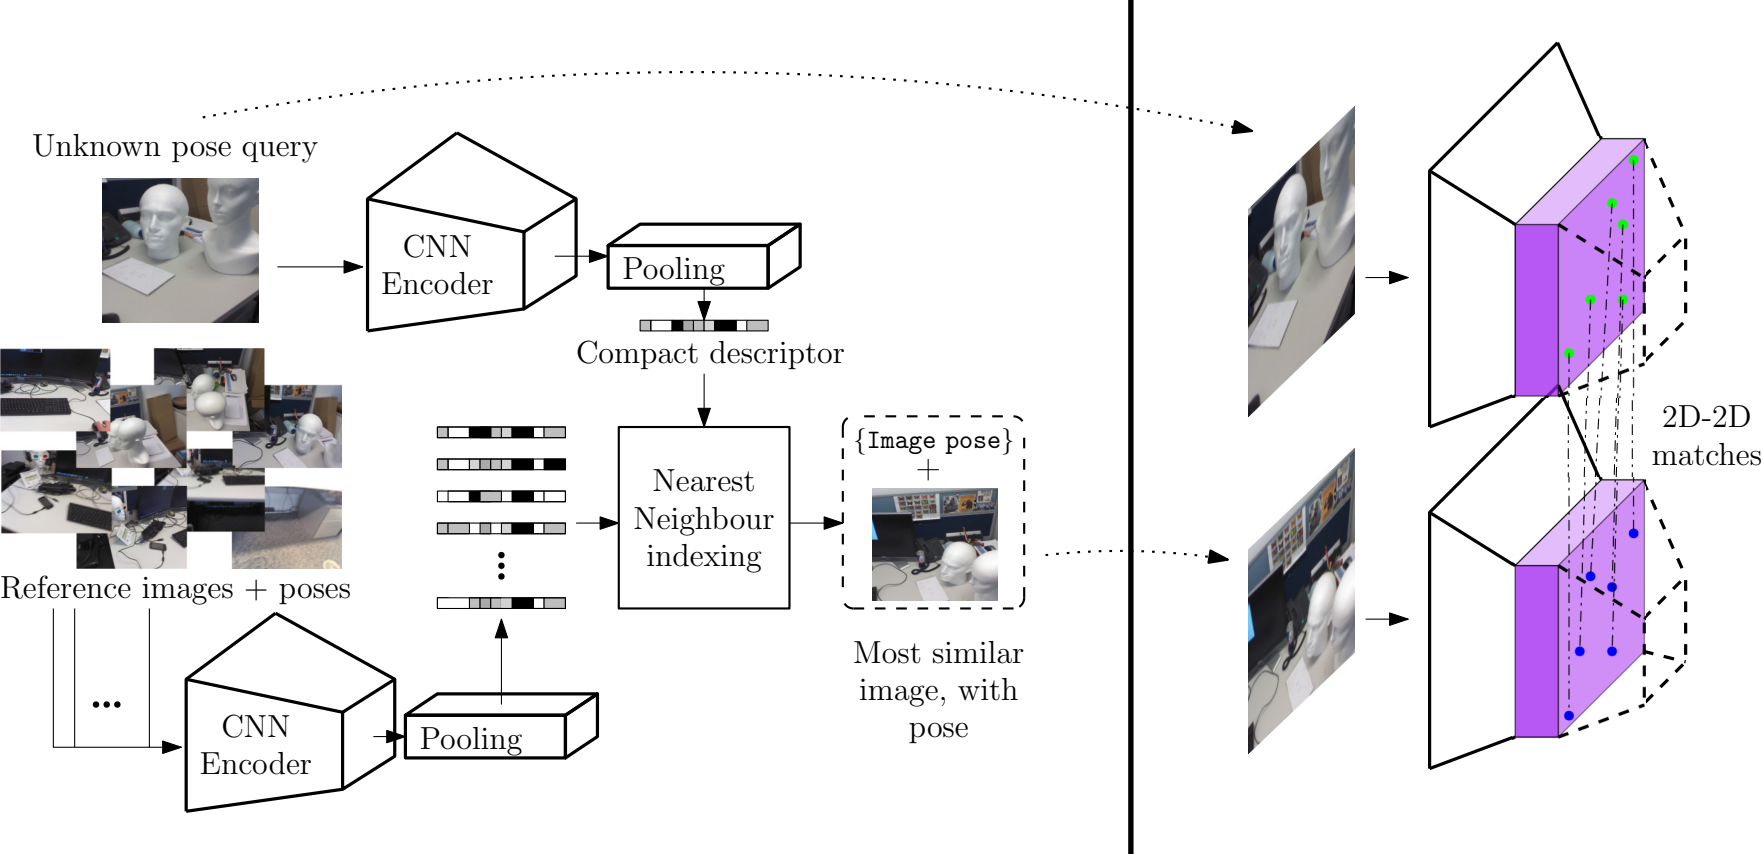 Unknown pose query
CNN
Encoder
Pooling
Compact descriptor
Reference images + poses
CNN
Encoder
Pooling
Nearest
Neighbour
indexing
{Image pose}
+
Most similar
image, with
pose
2D-2D
matches